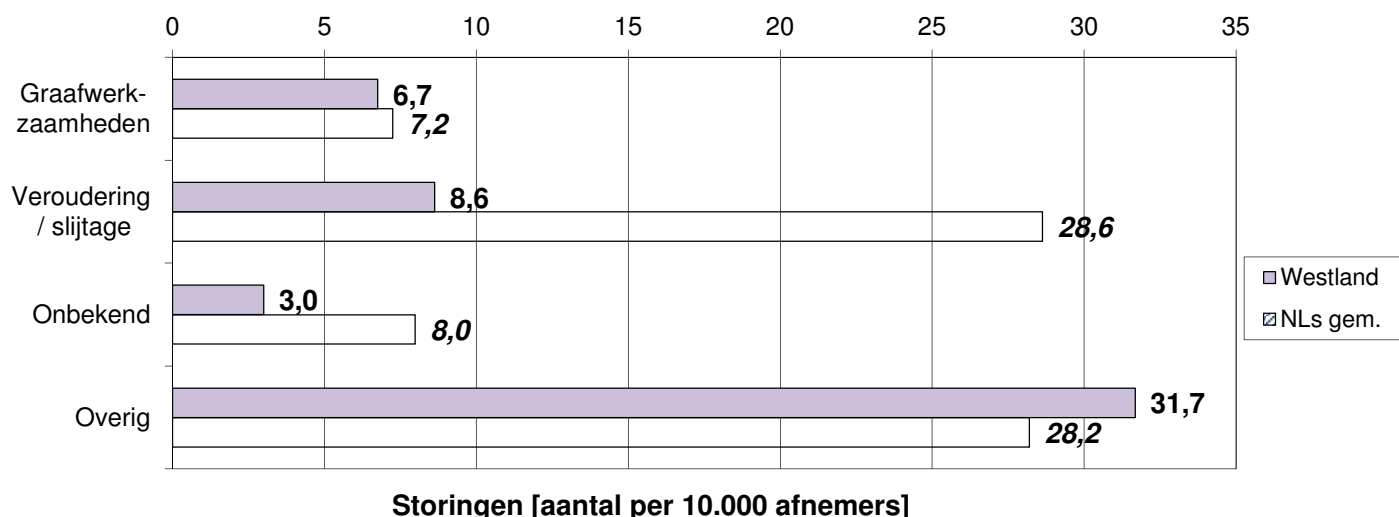 0 5 10 15 20 25 30 35
Graafwerk-
zaamheden
6,7
7,2
Veroudering
/ slijtage
8,6
28,6
Onbekend
3,0
8,0
Overig
31,7
28,2
Westland
NLs gem.
Storingen [aantal per 10.000 afnemers]